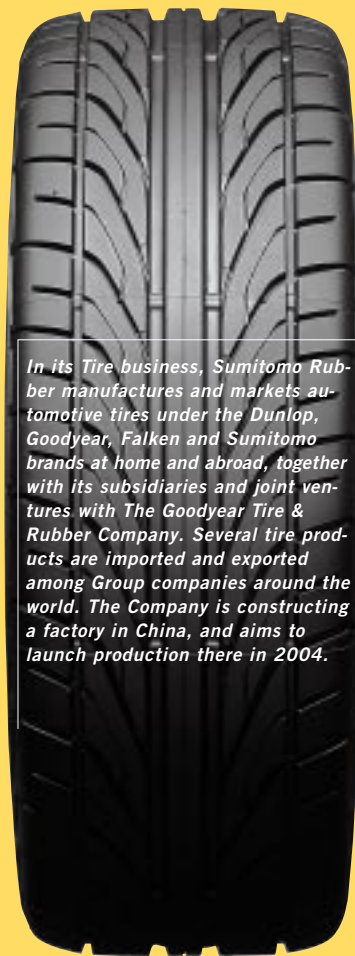 In its Tire business, Sumitomo Rub-
ber manufactures and markets au-
tomotive tires under the Dunlop,
Goodyear, Falken and Sumitomo
brands at home and abroad, together
with its subsidiaries and joint ven-
tures with The Goodyear Tire &
Rubber Company. Several tire prod-
ucts are imported and exported
among Group companies around the
world. The Company is constructing
a factory in China, and aims to
launch production there in 2004.